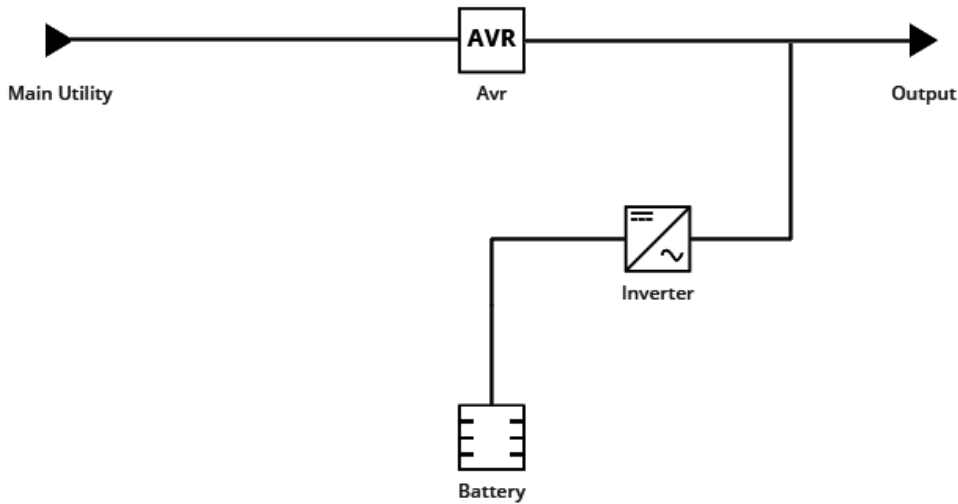 AVR
Main Utility
Avr
Output
Inverter
Battery